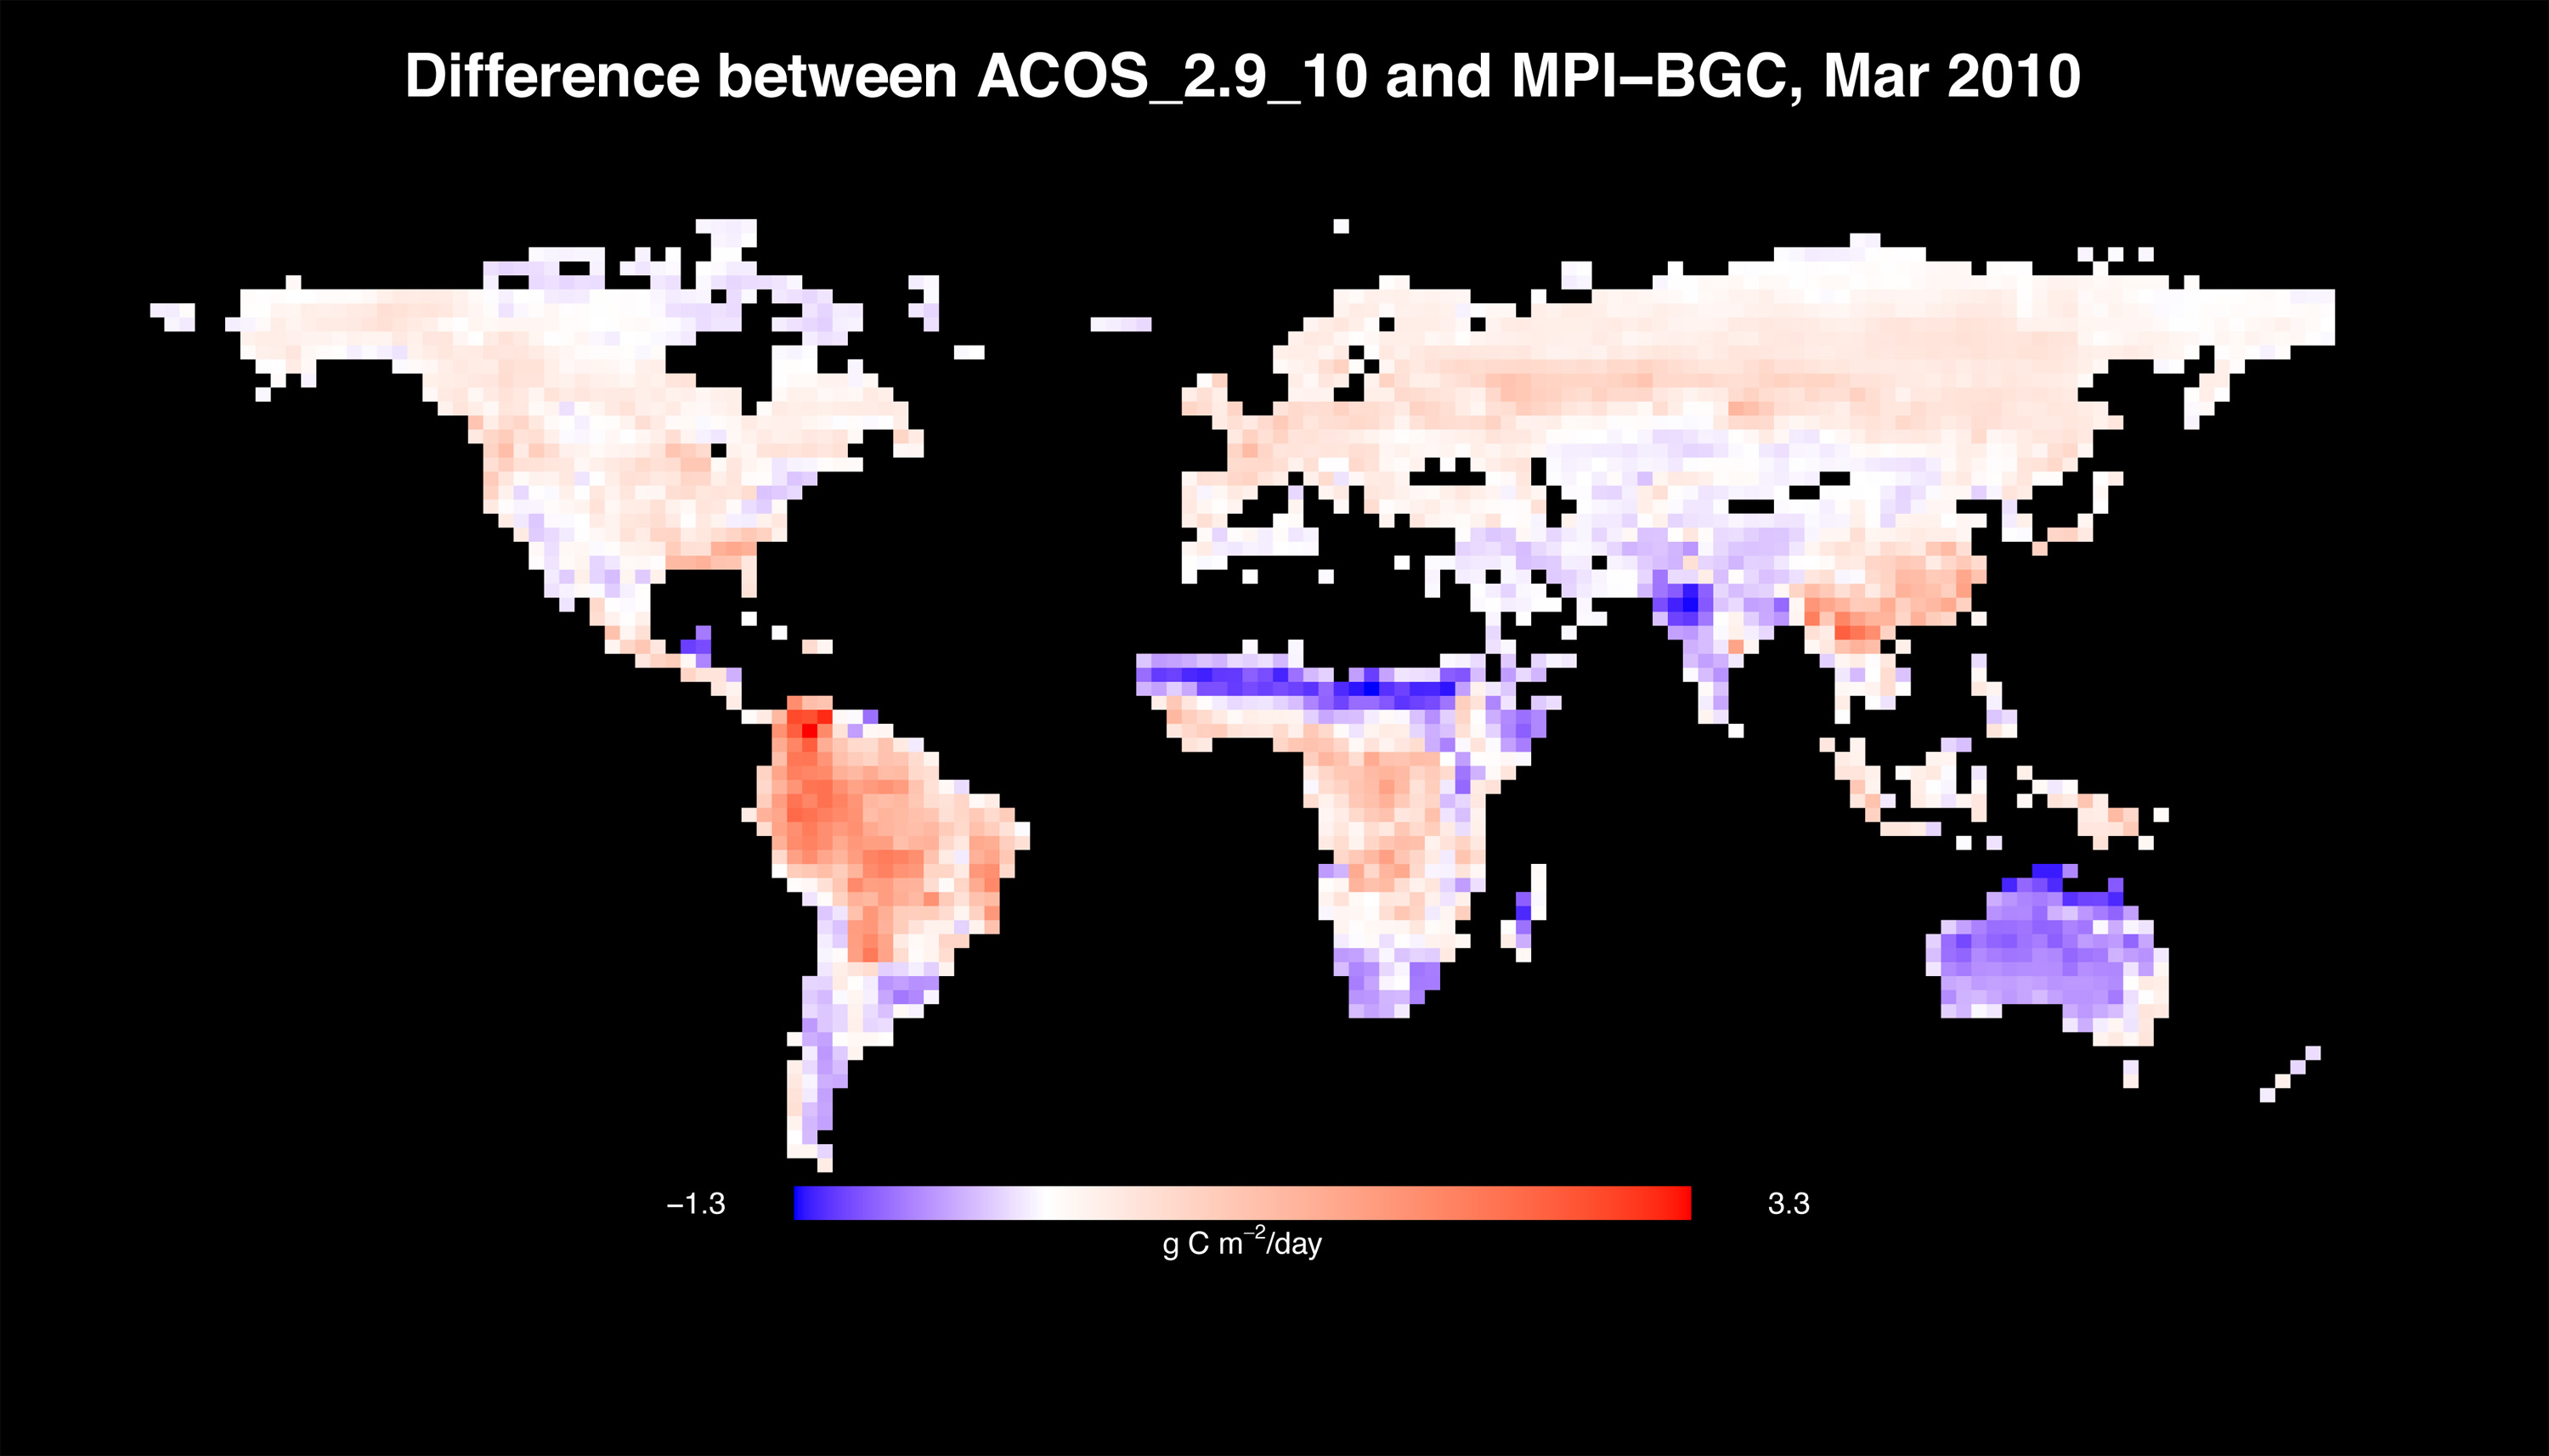 Difference between ACOS_2.9_10 and MPI−BGC, Mar 2010
−1.3 3.3
g C m⁻²/day